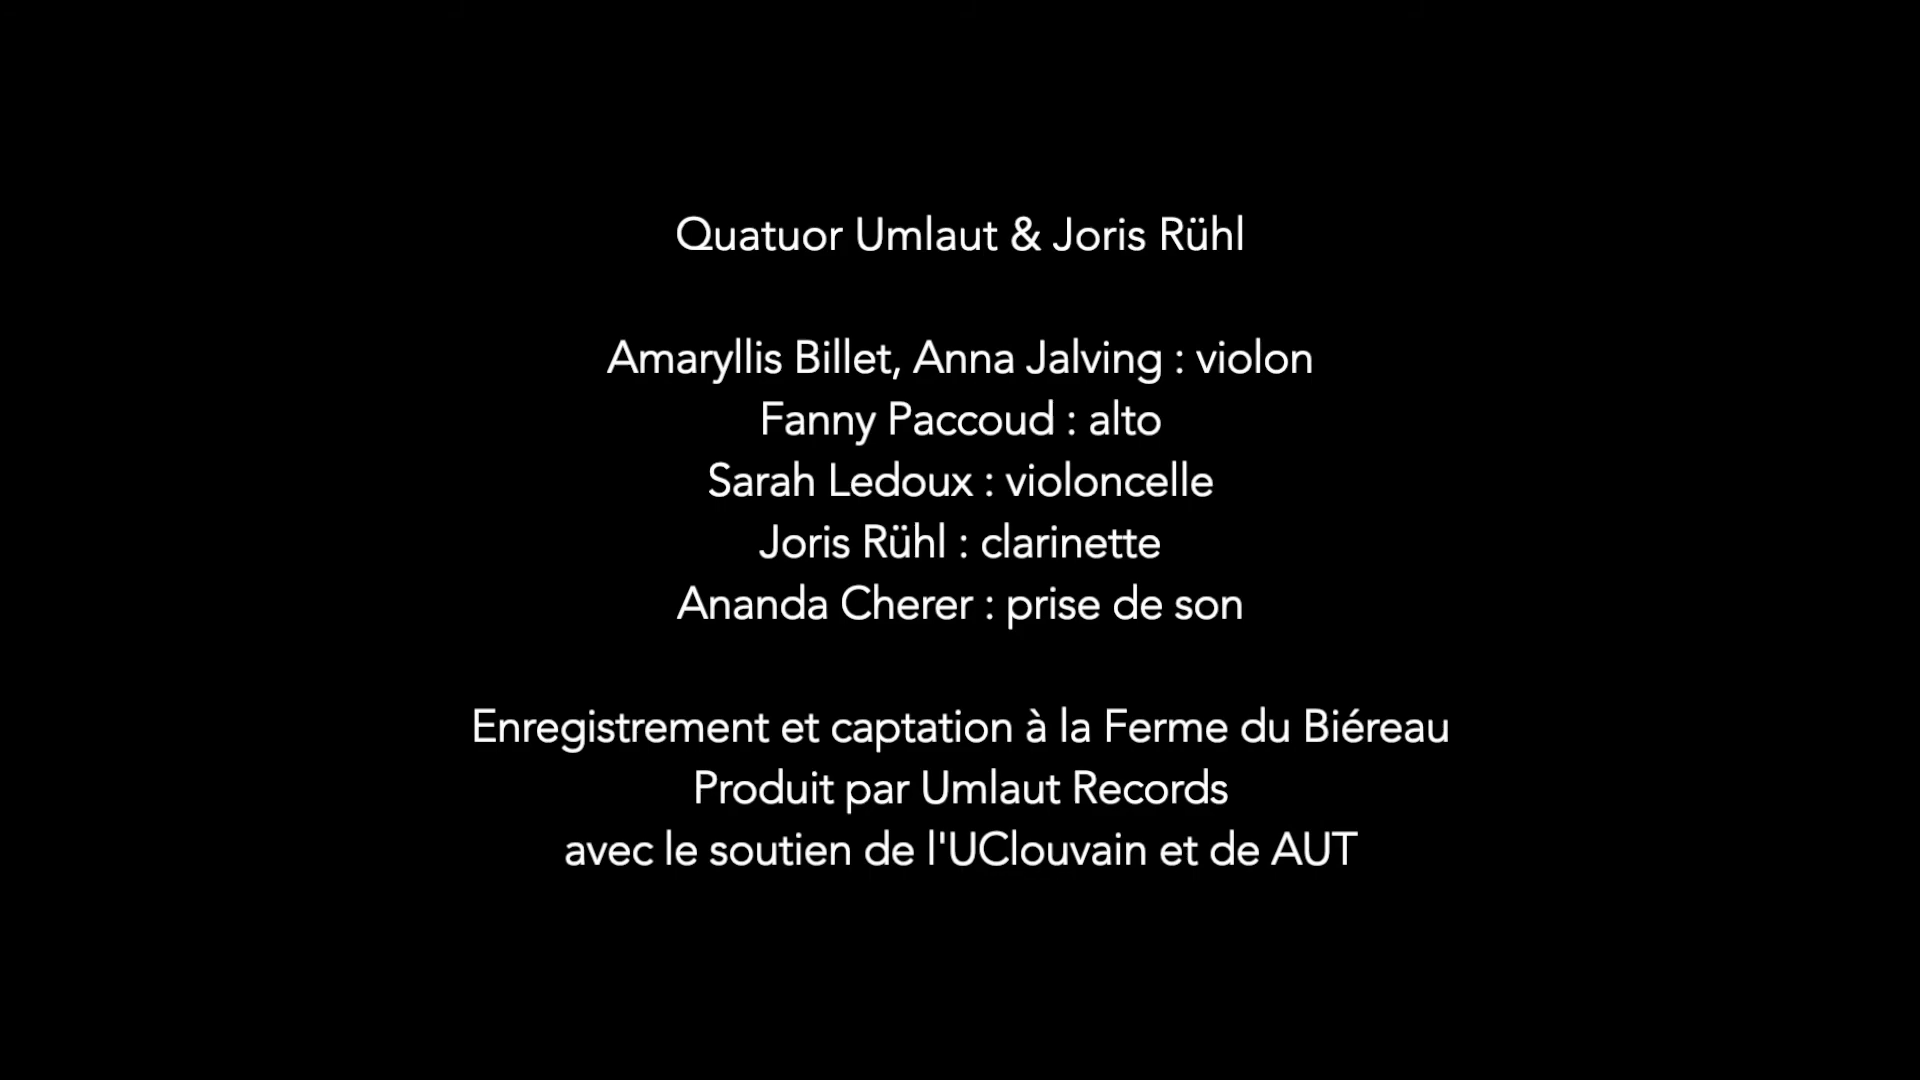 Quatuor Umlaut & Joris Rühl
Amaryllis Billet, Anna Jalving : violon
Fanny Paccoud : alto
Sarah Ledoux : violoncelle
Joris Rühl : clarinette
Ananda Cherer : prise de son
Enregistrement et captation à la Ferme du Biéreau
Produit par Umlaut Records
avec le soutien de l'UClouvain et de AUT